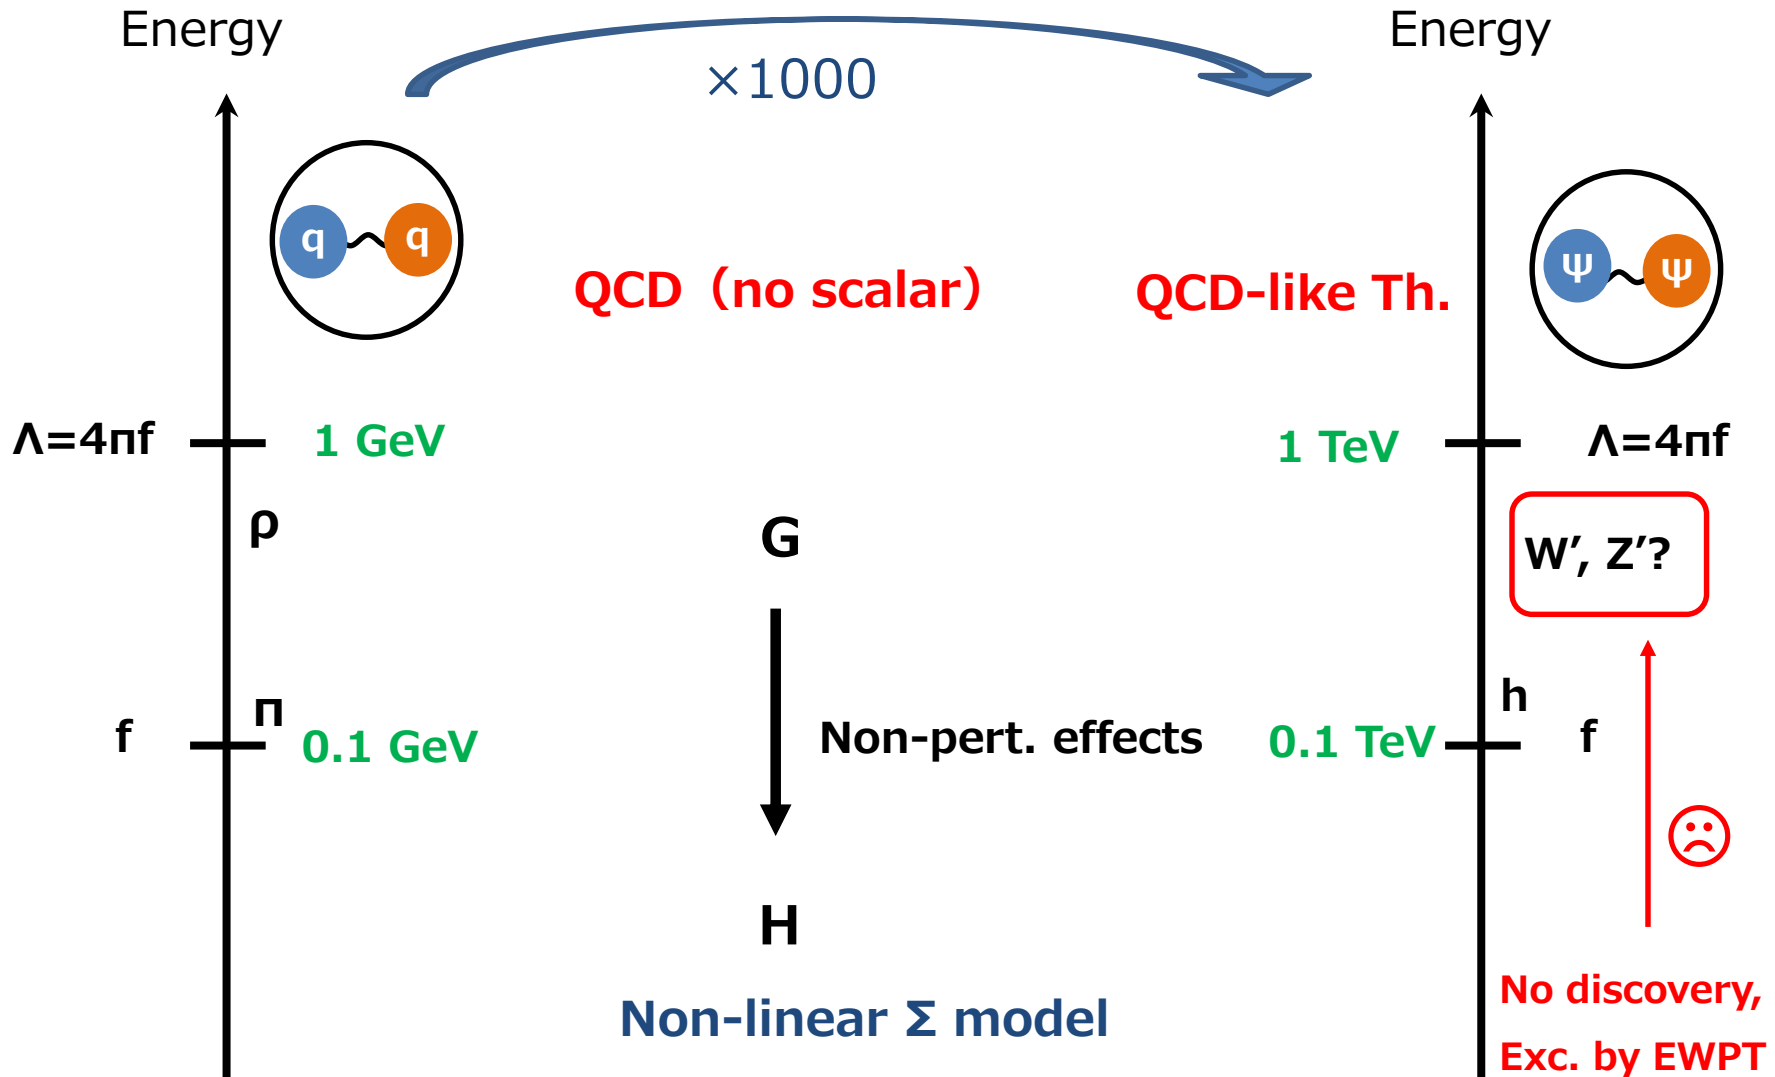 Energy
Energy
×1000
q
q
Ψ
Ψ
QCD（no scalar）
QCD-like Th.
Λ=4πf
1 GeV
1 TeV
Λ=4πf
ρ
G
W’, Z’?
π
h
f
0.1 GeV
Non-pert. effects
0.1 TeV
f
H
Non-linear Σ model
No discovery,
Exc. by EWPT